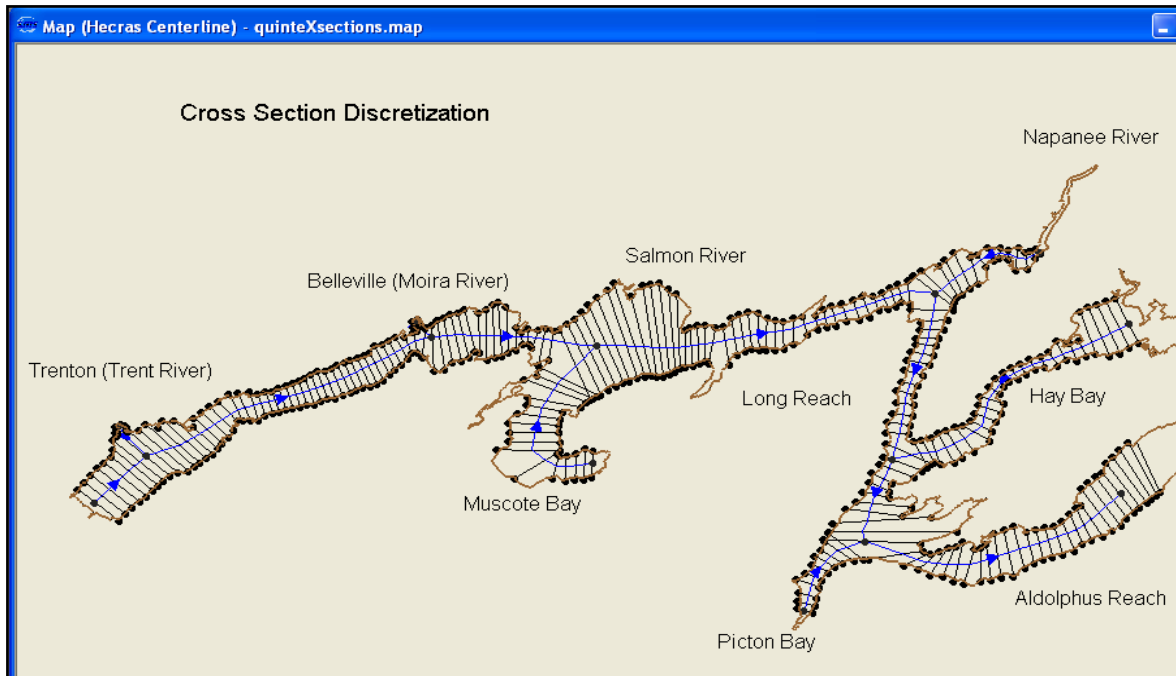 Map (Hecras Centerline) - quinteXsections.map
Cross Section Discretization
Napanee River
Salmon River
Belleville (Moira River)
Trenton (Trent River)
Long Reach
Hay Bay
Muscote Bay
Aldolphus Reach
Picton Bay